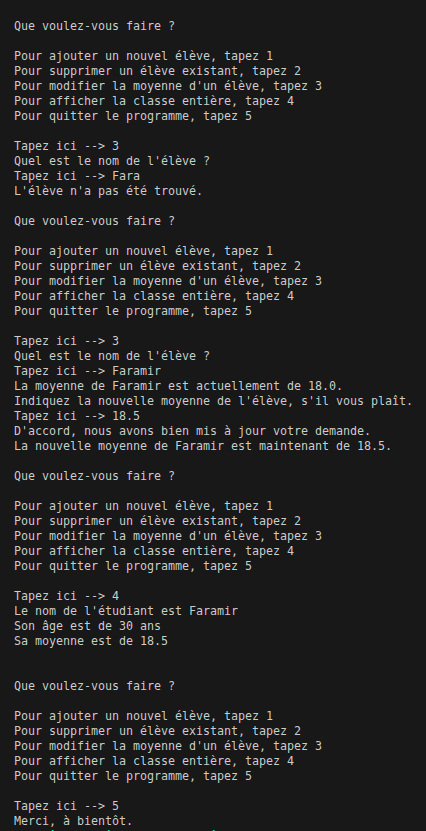 Que voulez-vous faire ?
Pour ajouter un nouvel élève, tapez 1
Pour supprimer un élève existant, tapez 2
Pour modifier la moyenne d'un élève, tapez 3
Pour afficher la classe entière, tapez 4
Pour quitter le programme, tapez 5
Tapez ici --> 3
Quel est le nom de l'élève ?
Tapez ici --> Fara
L'élève n'a pas été trouvé.
Que voulez-vous faire ?
Pour ajouter un nouvel élève, tapez 1
Pour supprimer un élève existant, tapez 2
Pour modifier la moyenne d'un élève, tapez 3
Pour afficher la classe entière, tapez 4
Pour quitter le programme, tapez 5
Tapez ici --> 3
Quel est le nom de l'élève ?
Tapez ici --> Faramir
La moyenne de Faramir est actuellement de 18.0.
Indiquez la nouvelle moyenne de l'élève, s'il vous plaît.
Tapez ici --> 18.5
D'accord, nous avons bien mis à jour votre demande.
La nouvelle moyenne de Faramir est maintenant de 18.5.
Que voulez-vous faire ?
Pour ajouter un nouvel élève, tapez 1
Pour supprimer un élève existant, tapez 2
Pour modifier la moyenne d'un élève, tapez 3
Pour afficher la classe entière, tapez 4
Pour quitter le programme, tapez 5
Tapez ici --> 4
Le nom de l'étudiant est Faramir
Son âge est de 30 ans
Sa moyenne est de 18.5
Que voulez-vous faire ?
Pour ajouter un nouvel élève, tapez 1
Pour supprimer un élève existant, tapez 2
Pour modifier la moyenne d'un élève, tapez 3
Pour afficher la classe entière, tapez 4
Pour quitter le programme, tapez 5
Tapez ici --> 5
Merci, à bientôt.